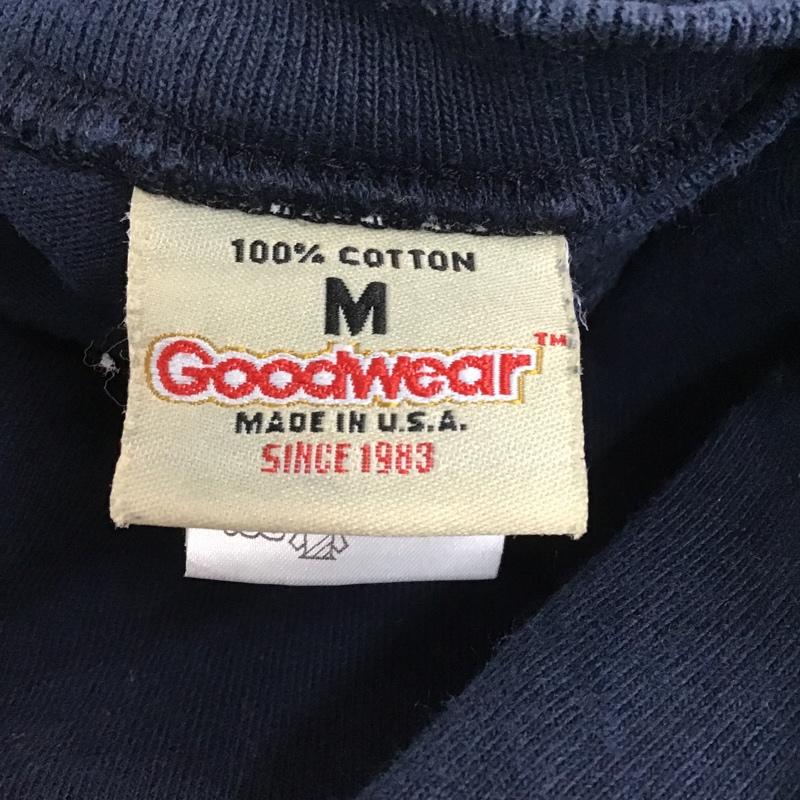 100% COTTON
M
Goodwear™
MADE IN U.S.A.
SINCE 1983